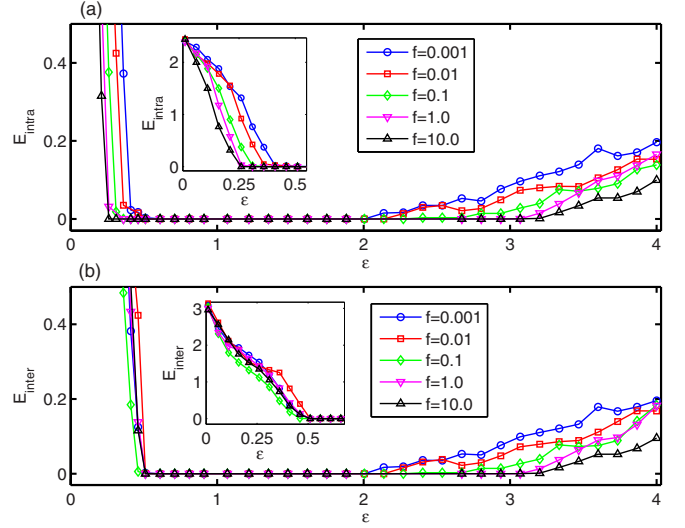 (a)
0.4
0.2
0
E_intra
0 1 2 3 4
ε
2
1
0
E_intra
0 0.25 0.5
ε
f=0.001
f=0.01
f=0.1
f=1.0
f=10.0
(b)
0.4
0.2
0
E_inter
0 1 2 3 4
ε
3
2
1
0
E_inter
0 0.25 0.5
ε
f=0.001
f=0.01
f=0.1
f=1.0
f=10.0